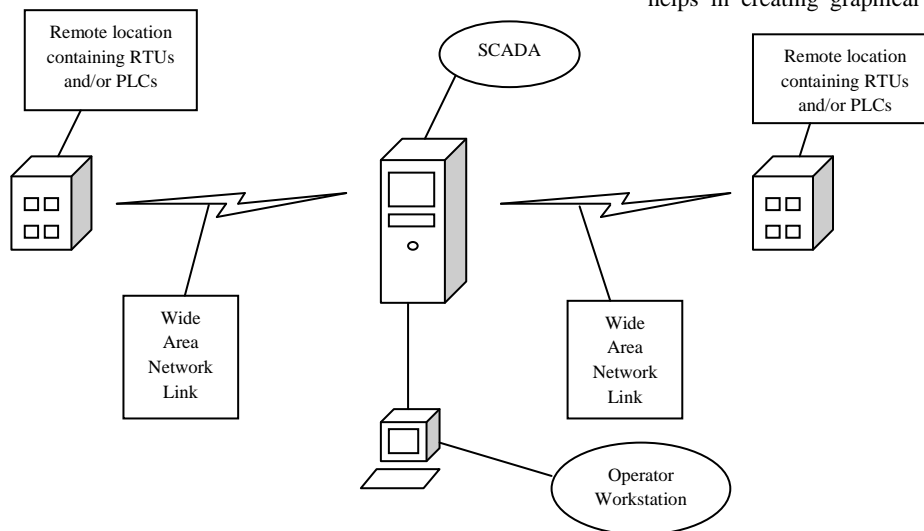 helps in creating graphical
Remote location
containing RTUs
and/or PLCs
SCADA
Remote location
containing RTUs
and/or PLCs
Wide
Area
Network
Link
Wide
Area
Network
Link
Operator
Workstation